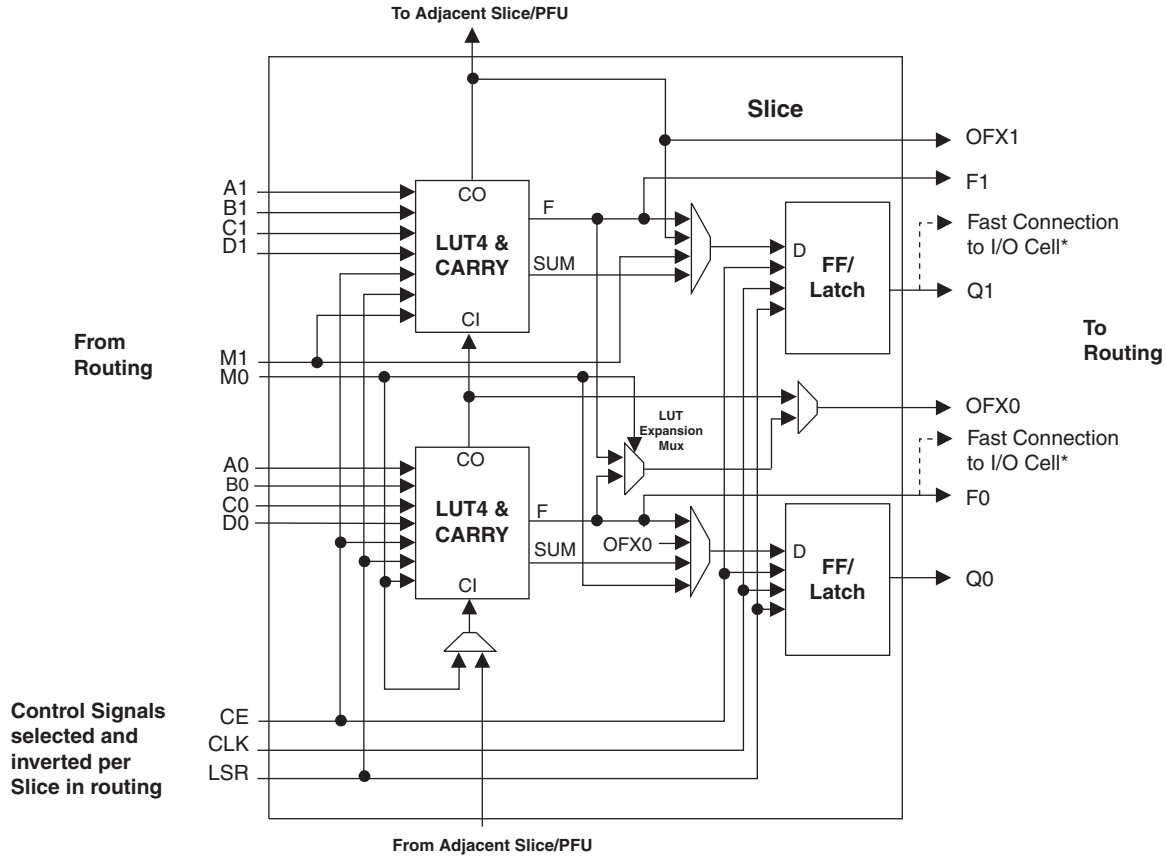 To Adjacent Slice/PFU
Slice
OFX1
F1
Fast Connection
to I/O Cell*
Q1
A1
B1
C1
D1
CO
LUT4 &
CARRY
CI
F
SUM
D
FF/
Latch
From
Routing
To
Routing
M1
M0
LUT
Expansion
Mux
OFX0
Fast Connection
to I/O Cell*
F0
A0
B0
C0
D0
CO
LUT4 &
CARRY
CI
F
OFX0
SUM
D
FF/
Latch
Q0
Control Signals
selected and
inverted per
Slice in routing
CE
CLK
LSR
From Adjacent Slice/PFU